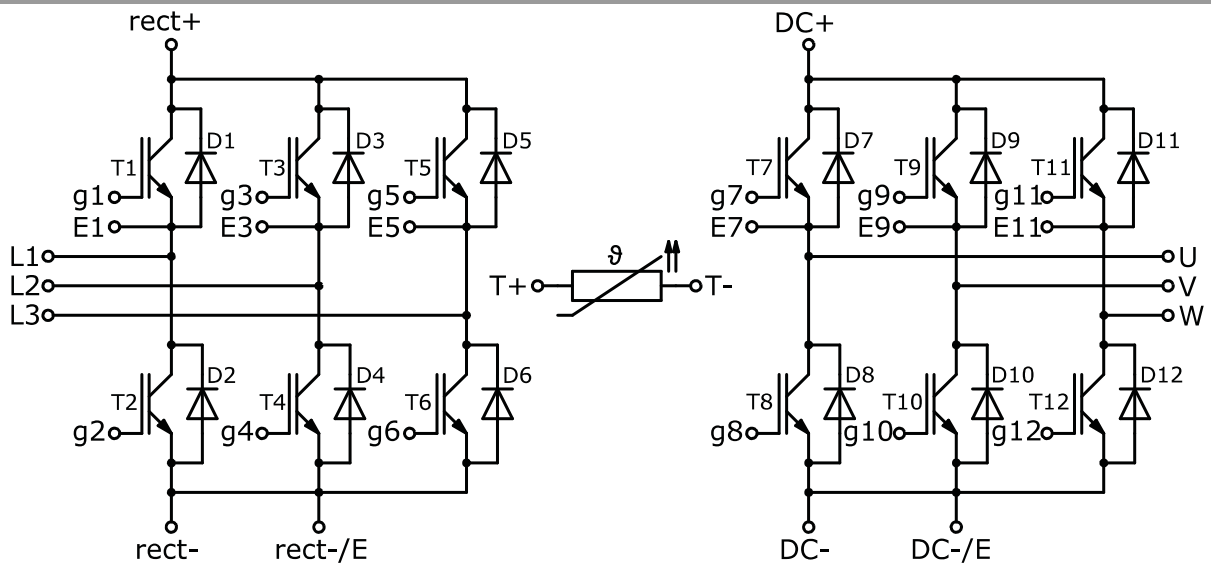 rect+ DC+
D1 D3 D5 D7 D9 D11
T1 T3 T5 T7 T9 T11
g1 g3 g5 g7 g9 g11
E1 E3 E5 E7 E9 E11
L1 ϑ U
L2 T+ T- V
L3 W
D2 D4 D6 D8 D10 D12
T2 T4 T6 T8 T10 T12
g2 g4 g6 g8 g10 g12
rect- rect-/E DC- DC-/E